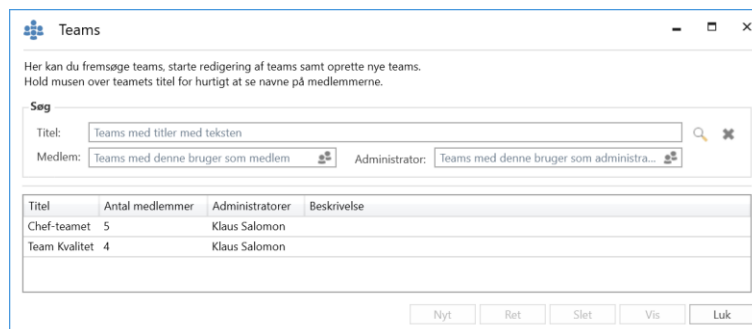 Teams
Her kan du fremsøge teams, starte redigering af teams samt oprette nye teams.
Hold musen over teamets titel for hurtigt at se navne på medlemmerne.
Søg
Titel: Teams med titler med teksten
Medlem: Teams med denne bruger som medlem Administrator: Teams med denne bruger som administra...
Titel Antal medlemmer Administratorer Beskrivelse
Chef-teamet 5 Klaus Salomon
Team Kvalitet 4 Klaus Salomon
Nyt Ret Slet Vis Luk